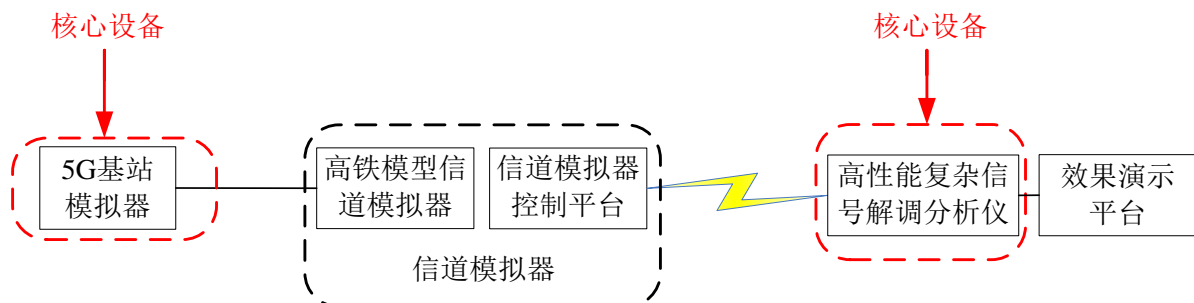 核心设备
核心设备
5G基站
模拟器
高铁模型信
道模拟器
信道模拟器
控制平台
高性能复杂信
号解调分析仪
效果演示
平台
信道模拟器